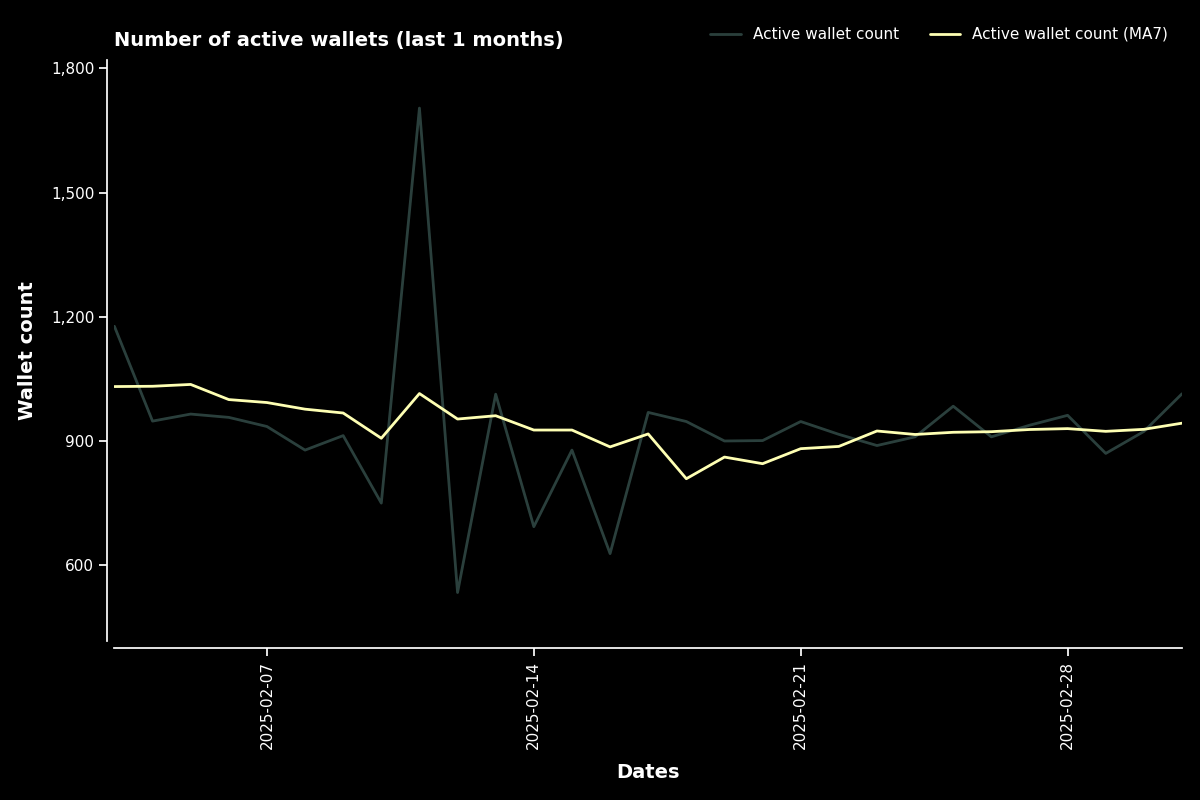 Number of active wallets (last 1 months)
Active wallet count
Active wallet count (MA7)
Wallet count
1,800
1,500
1,200
900
600
2025-02-07
2025-02-14
2025-02-21
2025-02-28
Dates